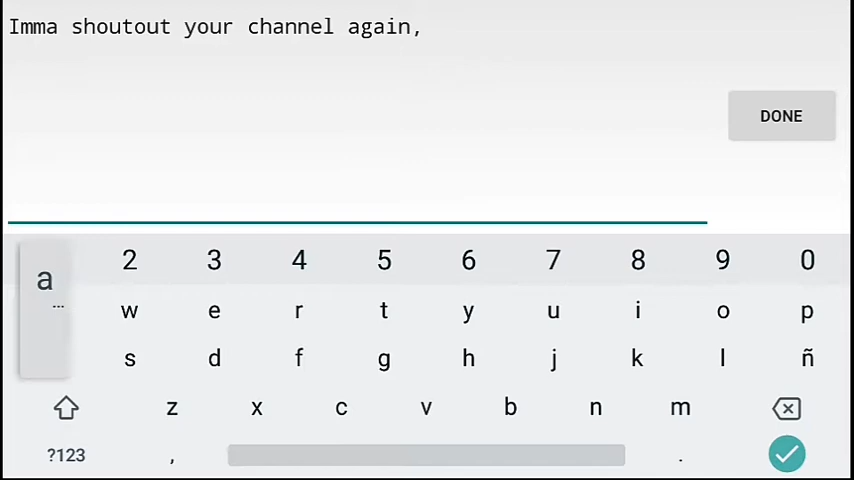 Imma shoutout your channel again,
DONE
a 2 3 4 5 6 7 8 9 0
...
w e r t y u i o p
s d f g h j k l ñ
z x c v b n m
?123 , .